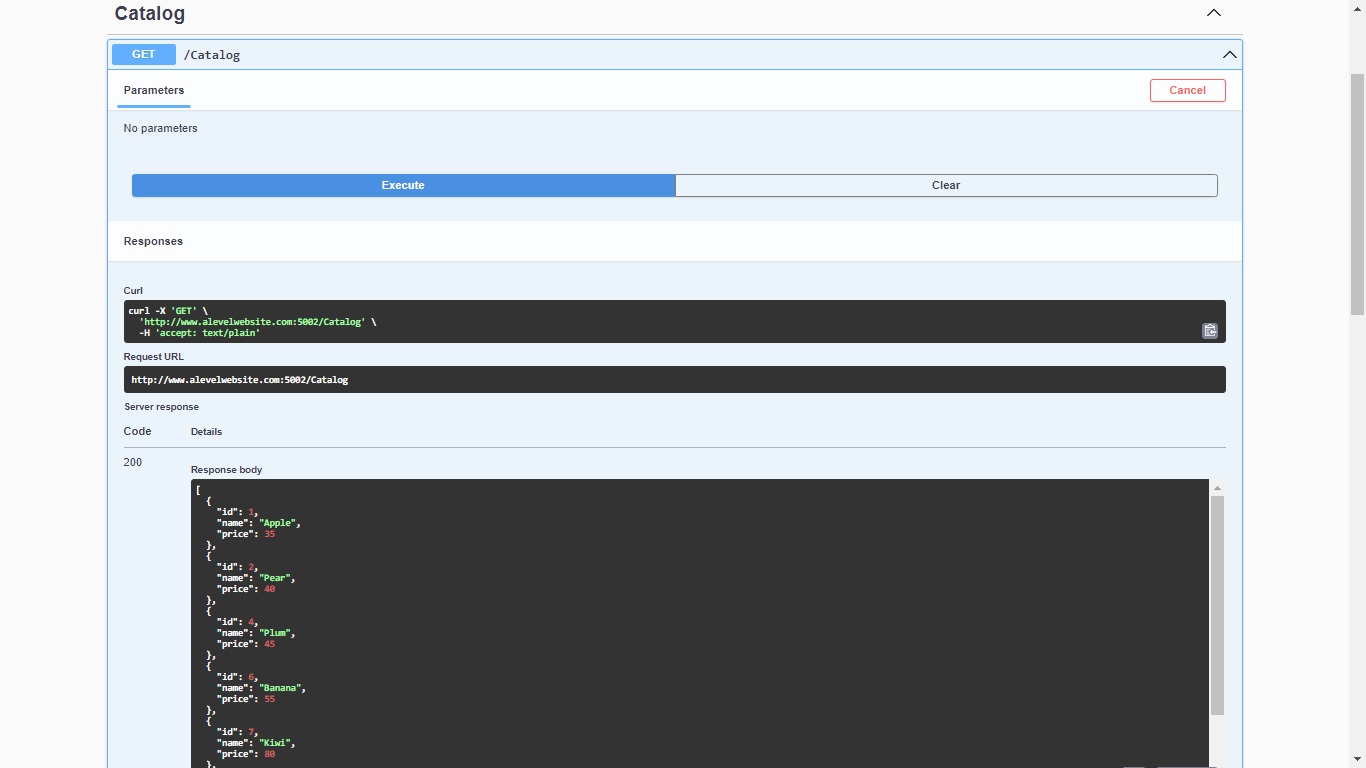 Catalog
GET /Catalog
Parameters Cancel
No parameters
Execute Clear
Responses
Curl
curl -X 'GET' \
  'http://www.alevelwebsite.com:5002/Catalog' \
  -H 'accept: text/plain'
Request URL
http://www.alevelwebsite.com:5002/Catalog
Server response
Code Details
200
Response body
[
  {
    "id": 1,
    "name": "Apple",
    "price": 35
  },
  {
    "id": 2,
    "name": "Pear",
    "price": 40
  },
  {
    "id": 4,
    "name": "Plum",
    "price": 45
  },
  {
    "id": 6,
    "name": "Banana",
    "price": 55
  },
  {
    "id": 7,
    "name": "Kiwi",
    "price": 80
  },